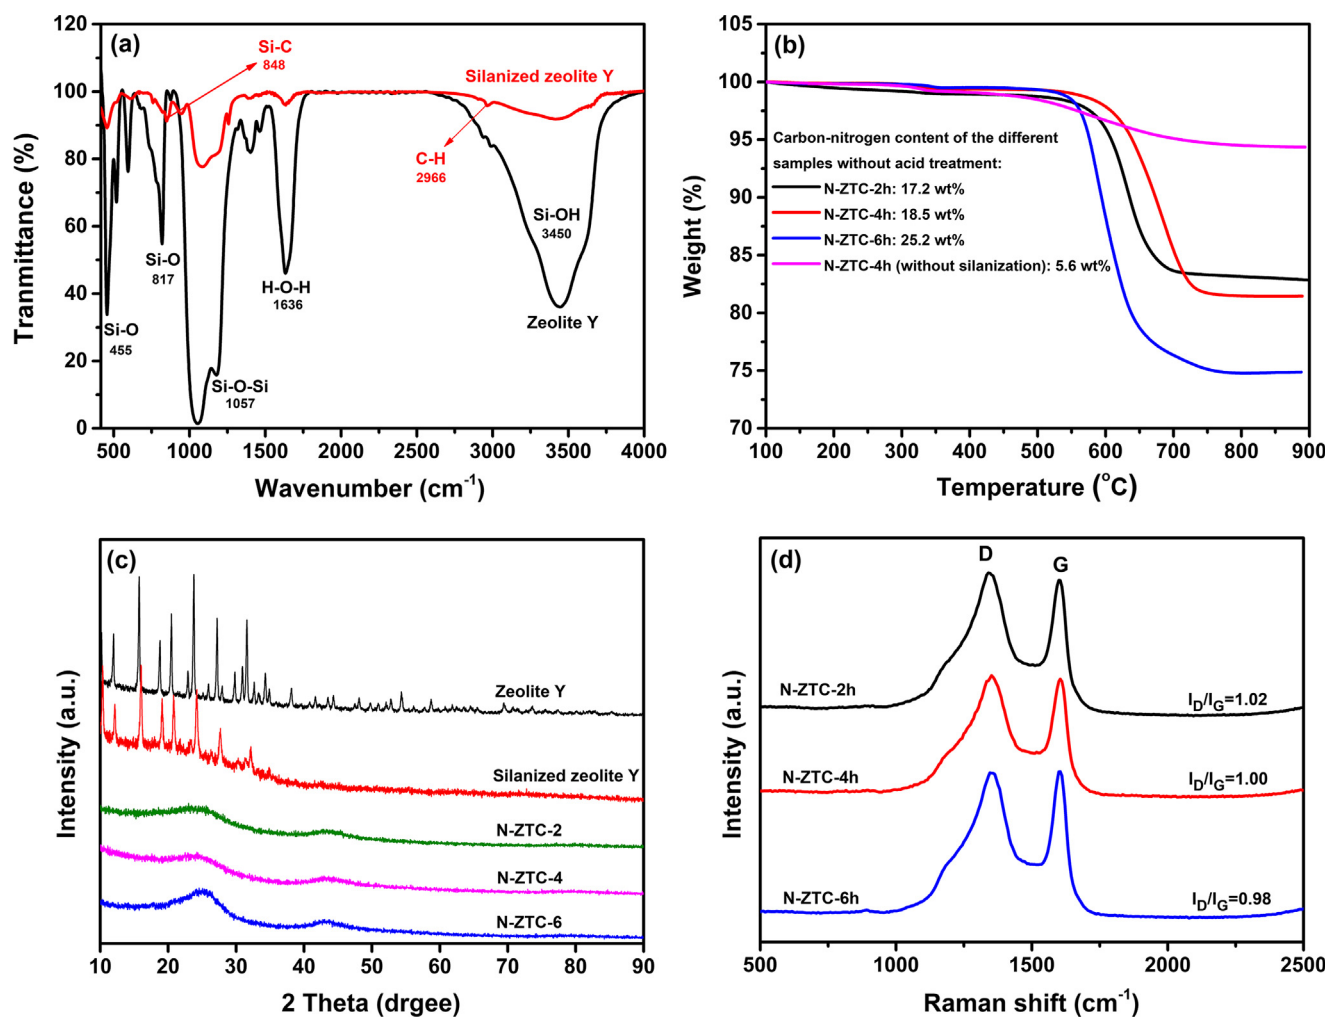 (a)
120
100
80
60
40
20
0
Tranmittance (%)
Si-C
848
Silanized zeolite Y
C-H
2966
Si-OH
3450
Si-O
817
H-O-H
1636
Zeolite Y
Si-O
455
Si-O-Si
1057
500 1000 1500 2000 2500 3000 3500 4000
Wavenumber (cm⁻¹)
(b)
105
100
95
90
85
80
75
70
Weight (%)
Carbon-nitrogen content of the different
samples without acid treatment:
N-ZTC-2h: 17.2 wt%
N-ZTC-4h: 18.5 wt%
N-ZTC-6h: 25.2 wt%
N-ZTC-4h (without silanization): 5.6 wt%
100 200 300 400 500 600 700 800 900
Temperature (°C)
(c)
Intensity (a.u.)
Zeolite Y
Silanized zeolite Y
N-ZTC-2
N-ZTC-4
N-ZTC-6
10 20 30 40 50 60 70 80 90
2 Theta (drgee)
(d)
D
G
Intensity (a.u.)
N-ZTC-2h
I_D/I_G=1.02
N-ZTC-4h
I_D/I_G=1.00
N-ZTC-6h
I_D/I_G=0.98
500 1000 1500 2000 2500
Raman shift (cm⁻¹)